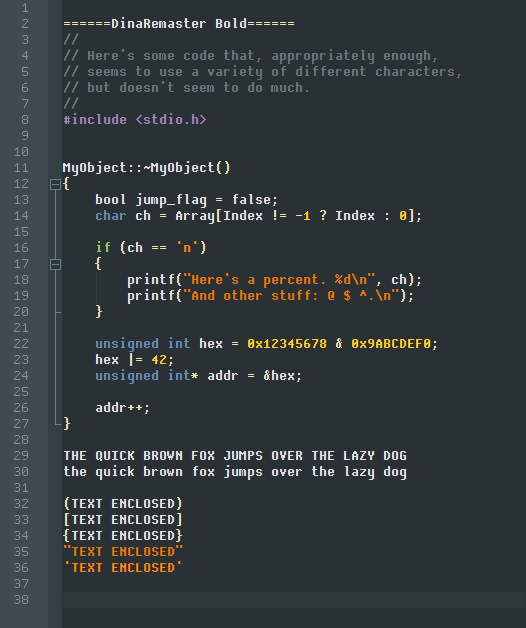 1
2 ======DinaRemaster Bold======
3 //
4 // Here's some code that, appropriately enough,
5 // seems to use a variety of different characters,
6 // but doesn't seem to do much.
7 //
8 #include <stdio.h>
9
10
11 MyObject::~MyObject()
12 {
13     bool jump_flag = false;
14     char ch = Array[Index != -1 ? Index : 0];
15
16     if (ch == 'n')
17     {
18         printf("Here's a percent. %d\n", ch);
19         printf("And other stuff: @ $ ^.\n");
20     }
21
22     unsigned int hex = 0x12345678 & 0x9ABCDEF0;
23     hex |= 42;
24     unsigned int* addr = &hex;
25
26     addr++;
27 }
28
29 THE QUICK BROWN FOX JUMPS OVER THE LAZY DOG
30 the quick brown fox jumps over the lazy dog
31
32 (TEXT ENCLOSED)
33 [TEXT ENCLOSED]
34 {TEXT ENCLOSED}
35 "TEXT ENCLOSED"
36 'TEXT ENCLOSED'
37
38